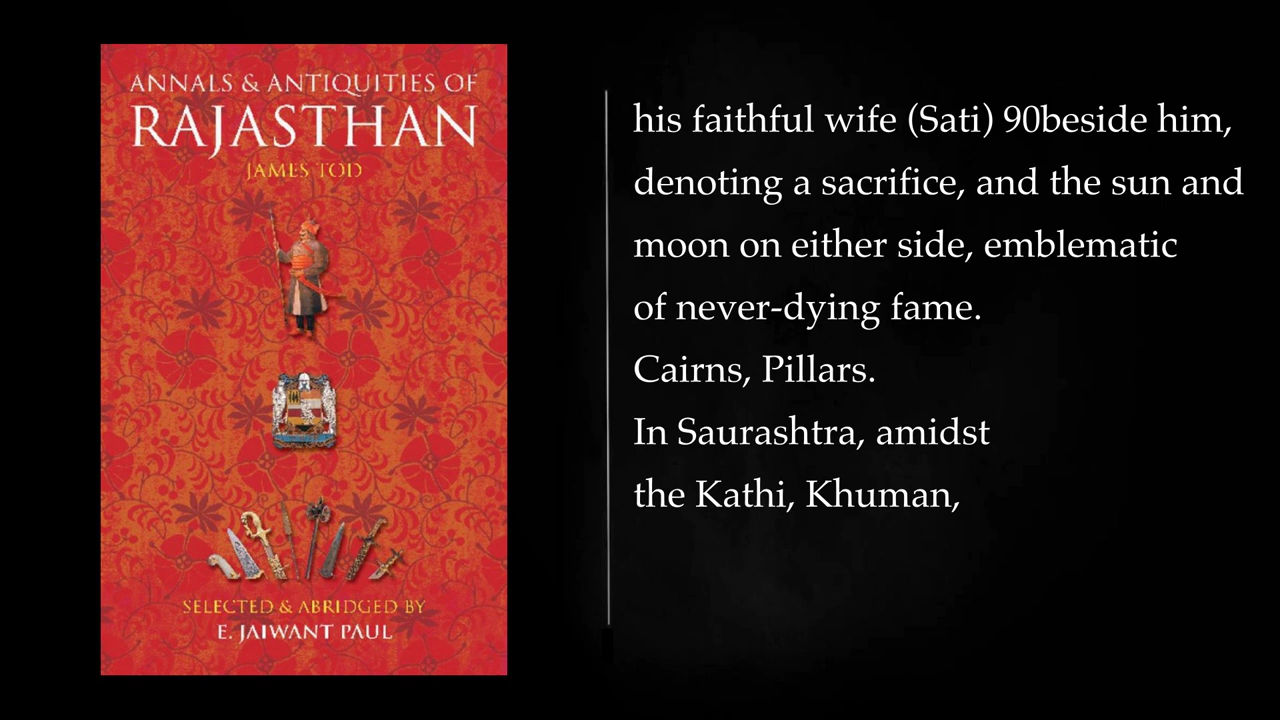 ANNALS & ANTIQUITIES OF
RAJASTHAN
JAMES TOD
SELECTED & ABRIDGED BY
E. JAIWANT PAUL
his faithful wife (Sati) 90beside him,
denoting a sacrifice, and the sun and
moon on either side, emblematic
of never-dying fame.
Cairns, Pillars.
In Saurashtra, amidst
the Kathi, Khuman,